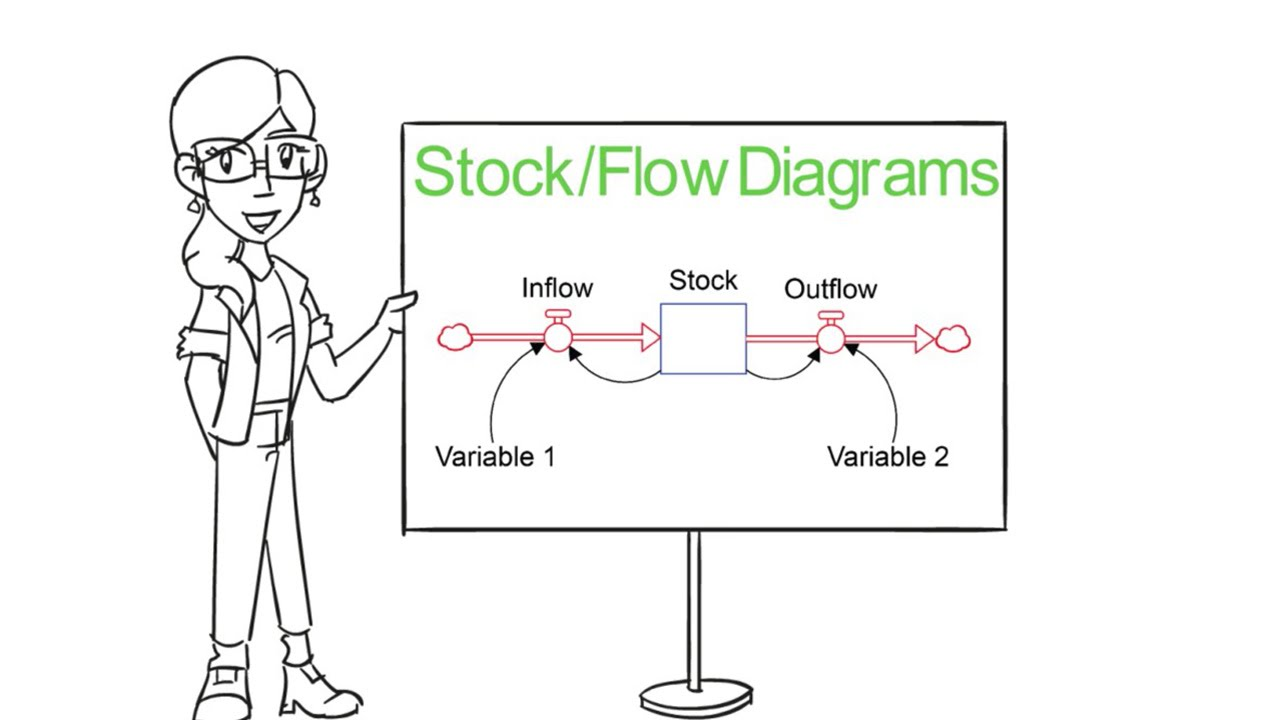 Stock/Flow Diagrams
Inflow
Stock
Outflow
Variable 1
Variable 2